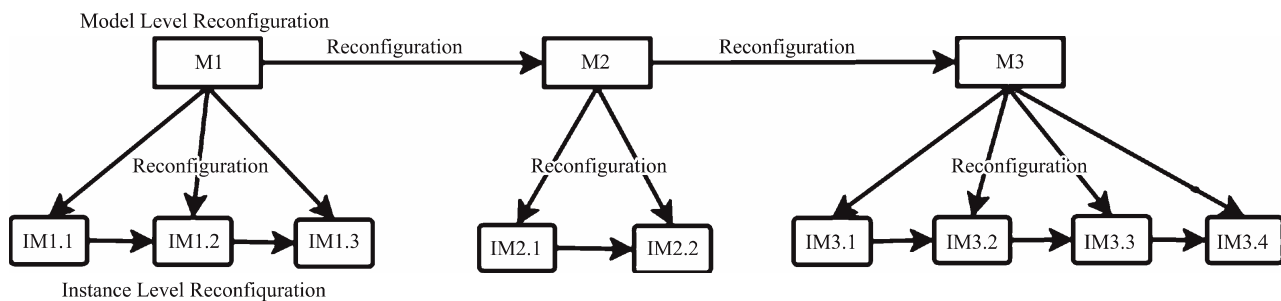 Model Level Reconfiguration
Reconfiguration
Reconfiguration
M1
M2
M3
Reconfiguration
Reconfiguration
Reconfiguration
IM1.1
IM1.2
IM1.3
IM2.1
IM2.2
IM3.1
IM3.2
IM3.3
IM3.4
Instance Level Reconfiquration